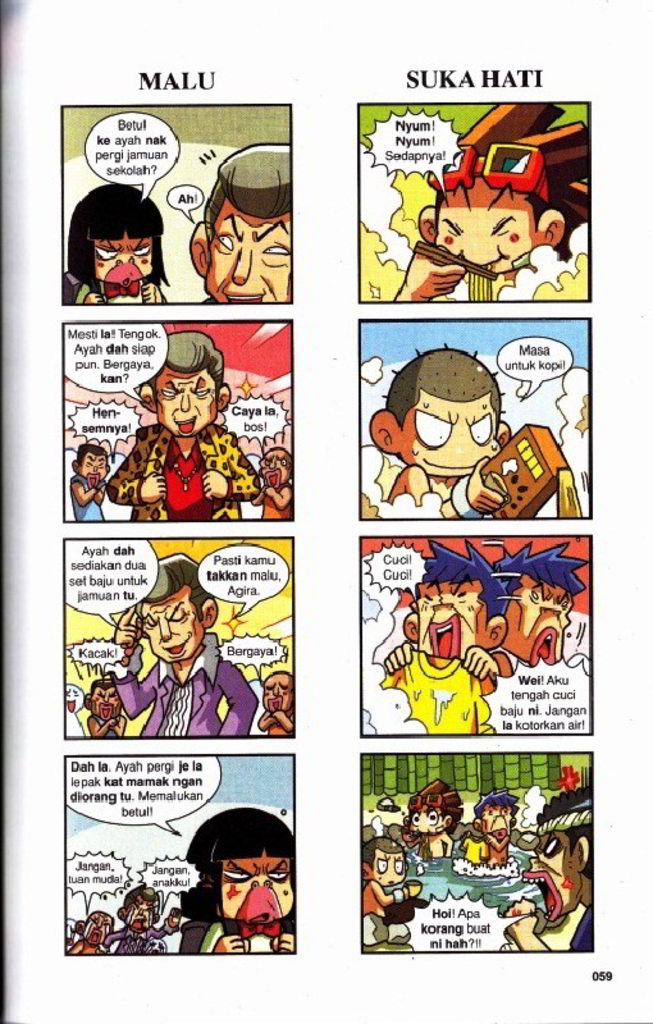 MALU
Betul
ke ayah nak
pergi jamuan
sekolah?
Ah!
Mesti la!! Tengok.
Ayah dah siap
pun. Bergaya,
kan?
Hen-
semnya!
Caya la,
bos!
Ayah dah
sediakan dua
set baju untuk
jamuan tu.
Pasti kamu
takkan malu,
Agira.
Kacak!
Bergaya!
Dah la. Ayah pergi je la
lepak kat mamak ngan
diorang tu. Memalukan
betul!
Jangan,
tuan muda!
Jangan,
anakku!
SUKA HATI
Nyum!
Nyum!
Sedapnya!
Masa
untuk kopi!
Cuci!
Cuci!
Wei! Aku
tengah cuci
baju ni. Jangan
la kotorkan air!
Hoi! Apa
korang buat
ni hah?!!
059